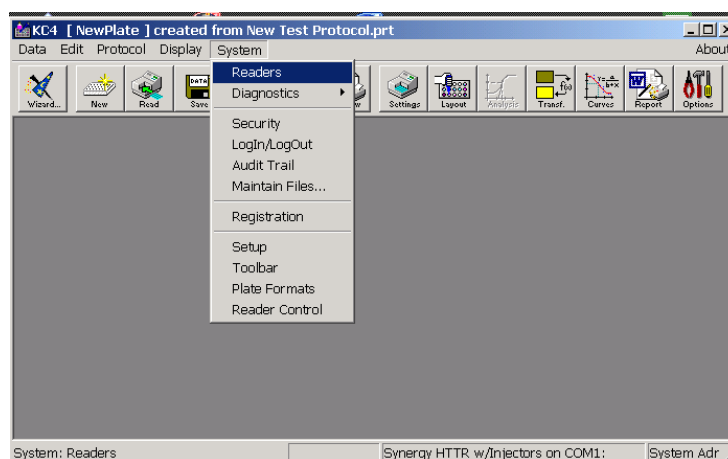 KC4 [ NewPlate ] created from New Test Protocol.prt
Data Edit Protocol Display System About
Wizard... New Read Save Settings Layout Analysis Transf. Curves Report Options
Readers
Diagnostics
Security
LogIn/LogOut
Audit Trail
Maintain Files...
Registration
Setup
Toolbar
Plate Formats
Reader Control
System: Readers Synergy HTTR w/Injectors on COM1: System Adr